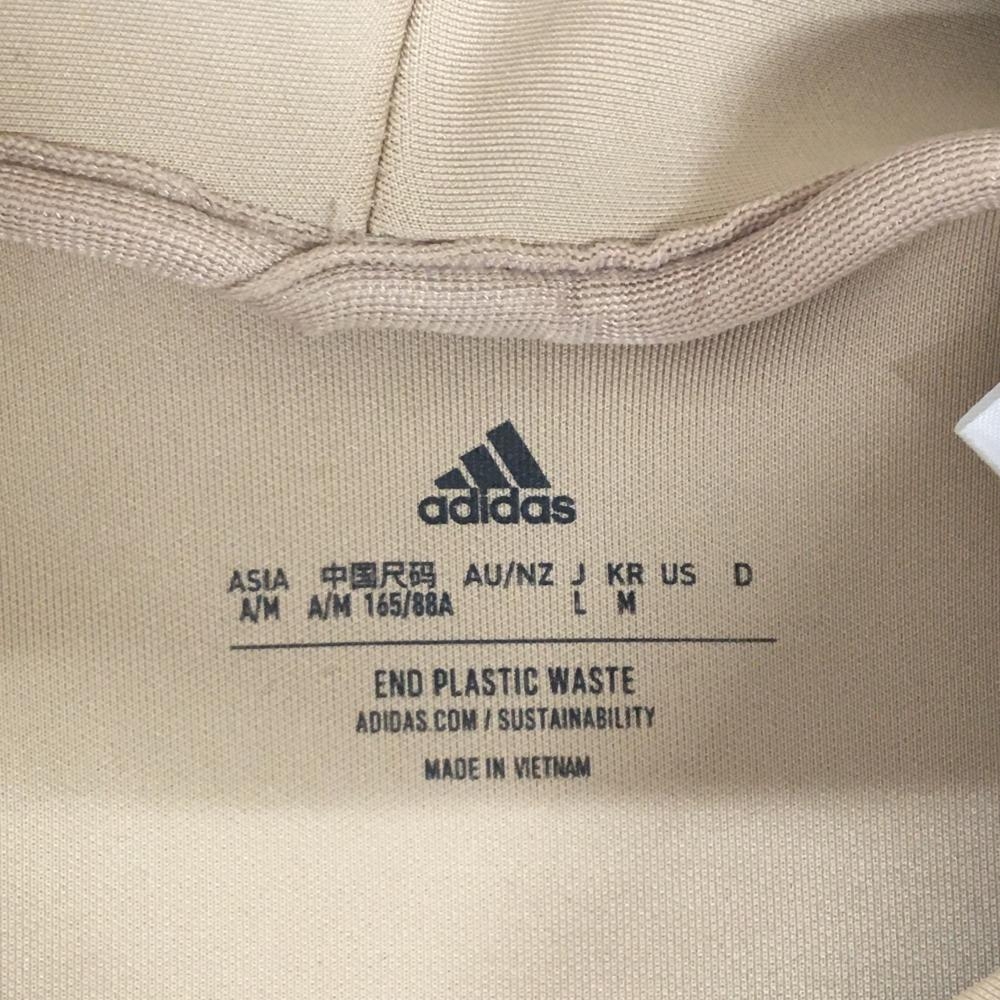 adidas
ASIA 中国尺码 AU/NZ J KR US D
A/M A/M 165/88A L M
END PLASTIC WASTE
ADIDAS.COM / SUSTAINABILITY
MADE IN VIETNAM